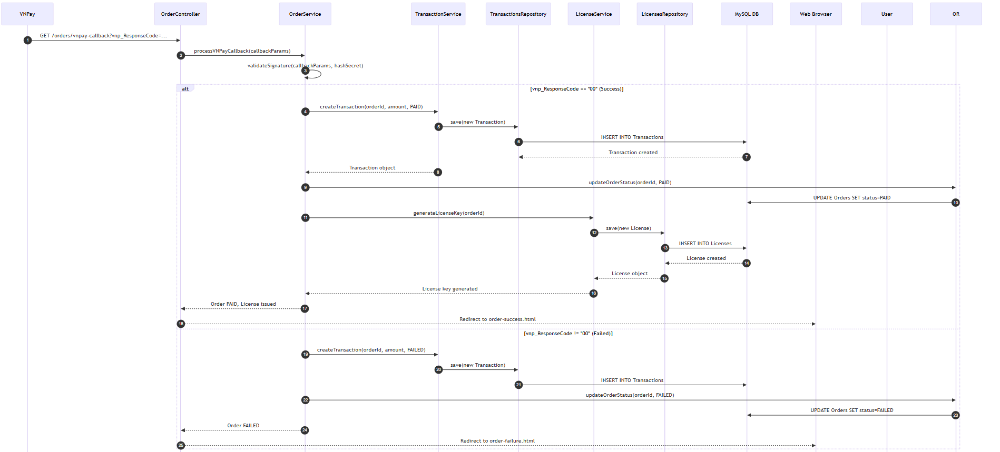 VNPay
OrderController
OrderService
TransactionService
TransactionsRepository
LicenseService
LicensesRepository
MySQL DB
Web Browser
User
OR
1
GET /orders/vnpay-callback?vnp_ResponseCode=...
2
processVNPayCallback(callbackParams)
3
validateSignature(callbackParams, hashSecret)
alt
[vnp_ResponseCode == "00" (Success)]
4
createTransaction(orderId, amount, PAID)
5
save(new Transaction)
6
INSERT INTO Transactions
7
Transaction created
8
Transaction object
9
updateOrderStatus(orderId, PAID)
10
UPDATE Orders SET status=PAID
11
generateLicenseKey(orderId)
12
save(new License)
13
INSERT INTO Licenses
14
License created
15
License object
16
License key generated
17
Order PAID, License issued
18
Redirect to order-success.html
[vnp_ResponseCode != "00" (Failed)]
19
createTransaction(orderId, amount, FAILED)
20
save(new Transaction)
21
INSERT INTO Transactions
22
updateOrderStatus(orderId, FAILED)
23
UPDATE Orders SET status=FAILED
24
Order FAILED
25
Redirect to order-failure.html